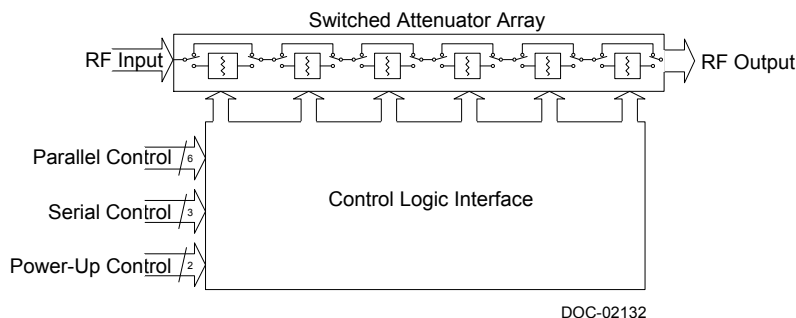 Switched Attenuator Array
RF Input
RF Output
Parallel Control
6
Control Logic Interface
Serial Control
3
Power-Up Control
2
DOC-02132